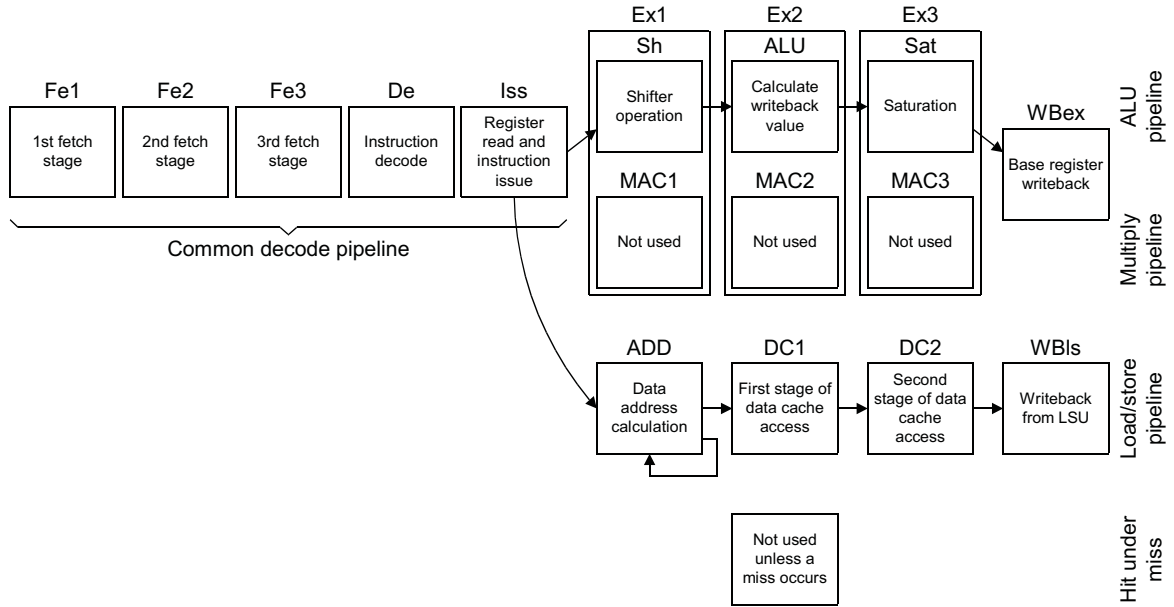 Ex1
Ex2
Ex3
Sh
ALU
Sat
Fe1
Fe2
Fe3
De
Iss
1st fetch
stage
2nd fetch
stage
3rd fetch
stage
Instruction
decode
Register
read and
instruction
issue
Shifter
operation
Calculate
writeback
value
Saturation
WBex
Base register
writeback
ALU
pipeline
MAC1
MAC2
MAC3
Not used
Not used
Not used
Multiply
pipeline
Common decode pipeline
ADD
DC1
DC2
WBls
Data
address
calculation
First stage of
data cache
access
Second
stage of data
cache
access
Writeback
from LSU
Load/store
pipeline
Not used
unless a
miss occurs
Hit under
miss